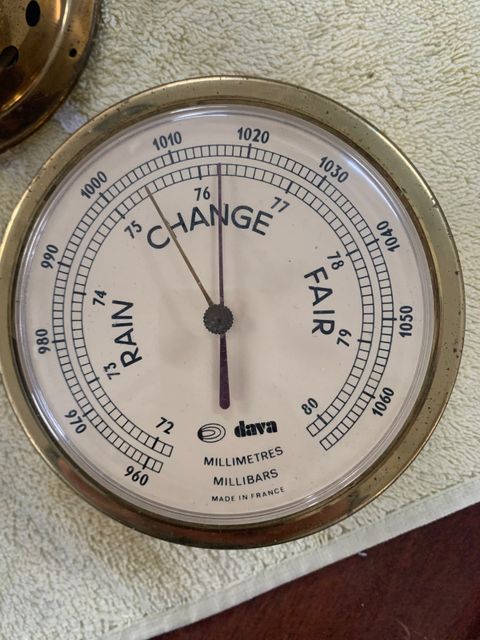 960
970
980
990
1000
1010
1020
1030
1040
1050
1060
72
73
74
75
76
77
78
79
80
RAIN
CHANGE
FAIR
dava
MILLIMETRES
MILLIBARS
MADE IN FRANCE